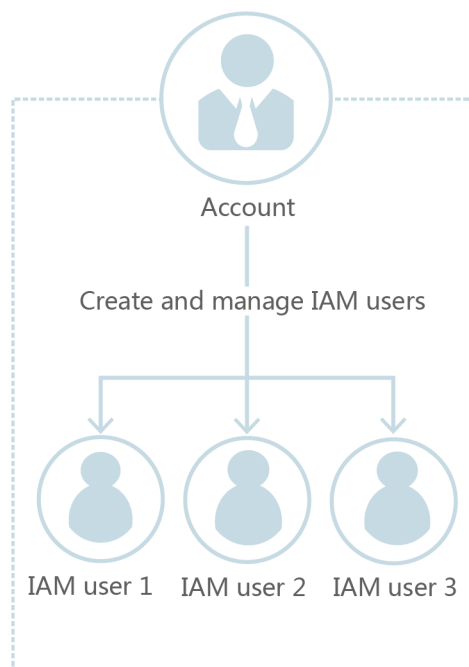 Account
Create and manage IAM users
IAM user 1
IAM user 2
IAM user 3